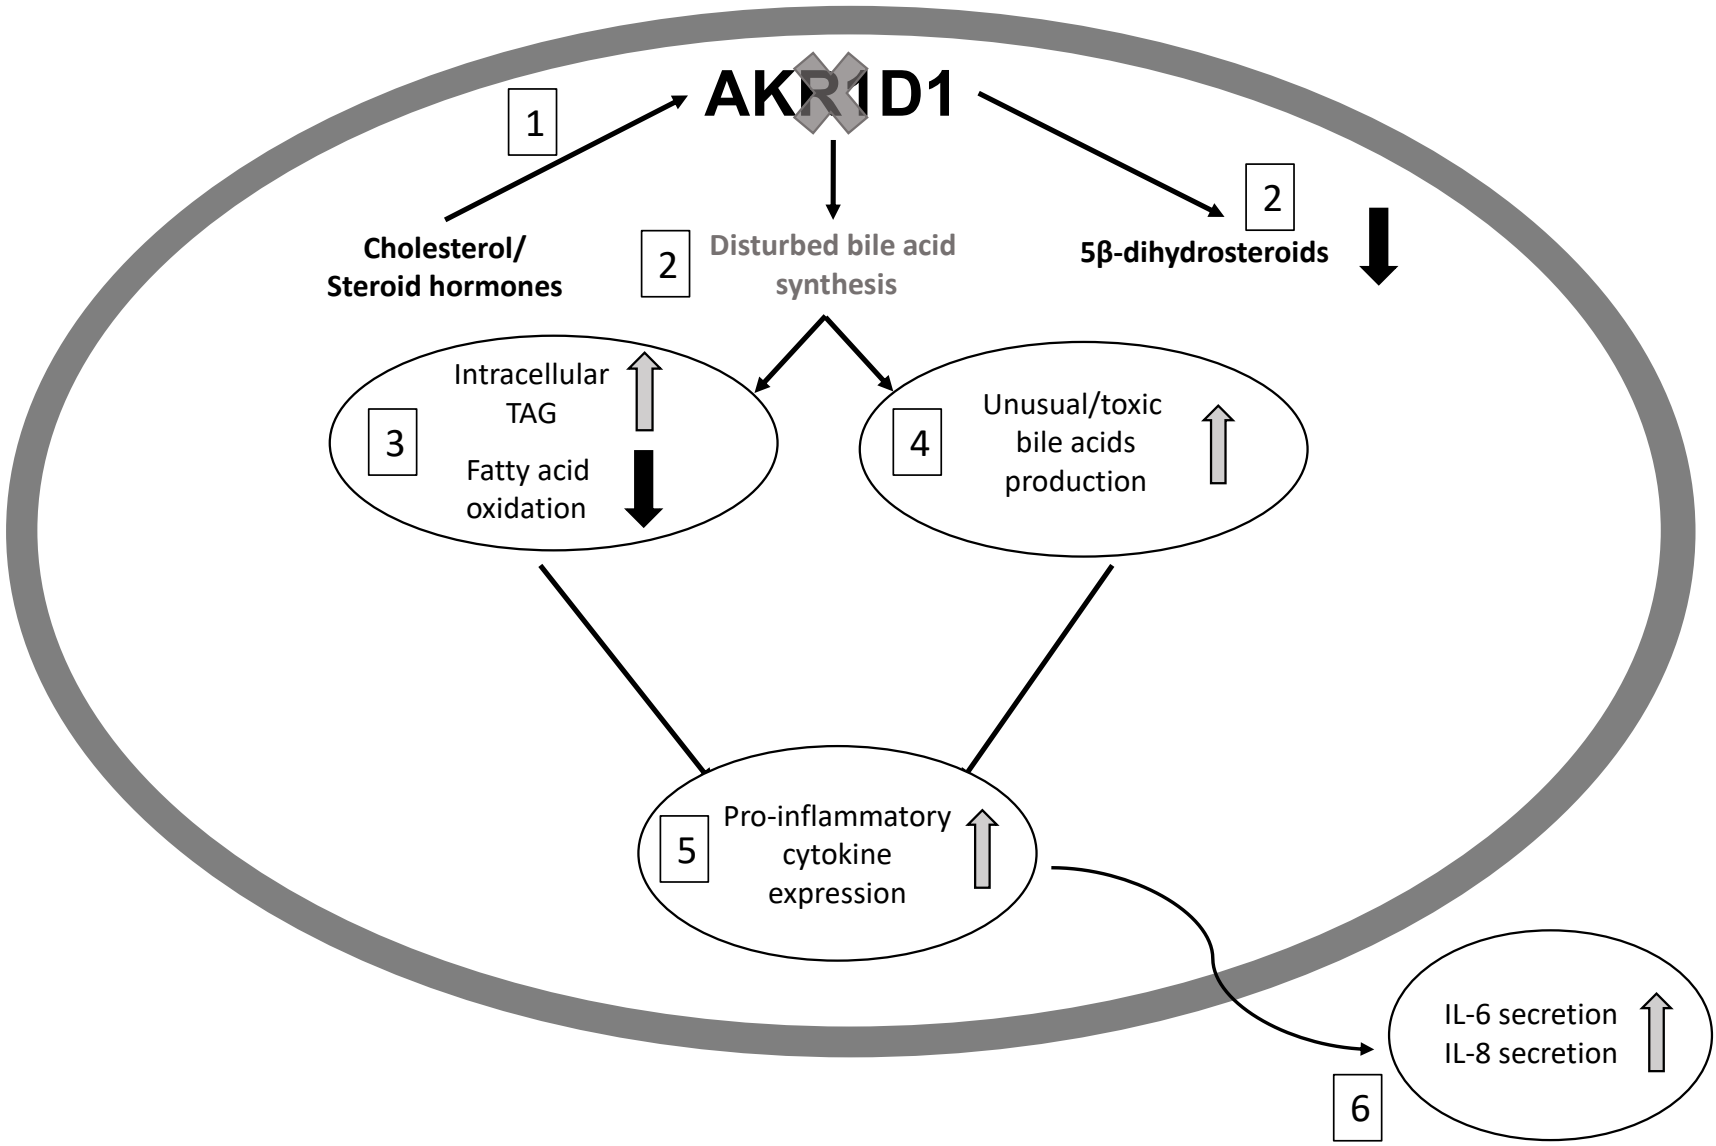 AKR1D1
1
Cholesterol/
Steroid hormones
2
Disturbed bile acid
synthesis
2
5β-dihydrosteroids
3
Intracellular
TAG
Fatty acid
oxidation
4
Unusual/toxic
bile acids
production
5
Pro-inflammatory
cytokine
expression
6
IL-6 secretion
IL-8 secretion